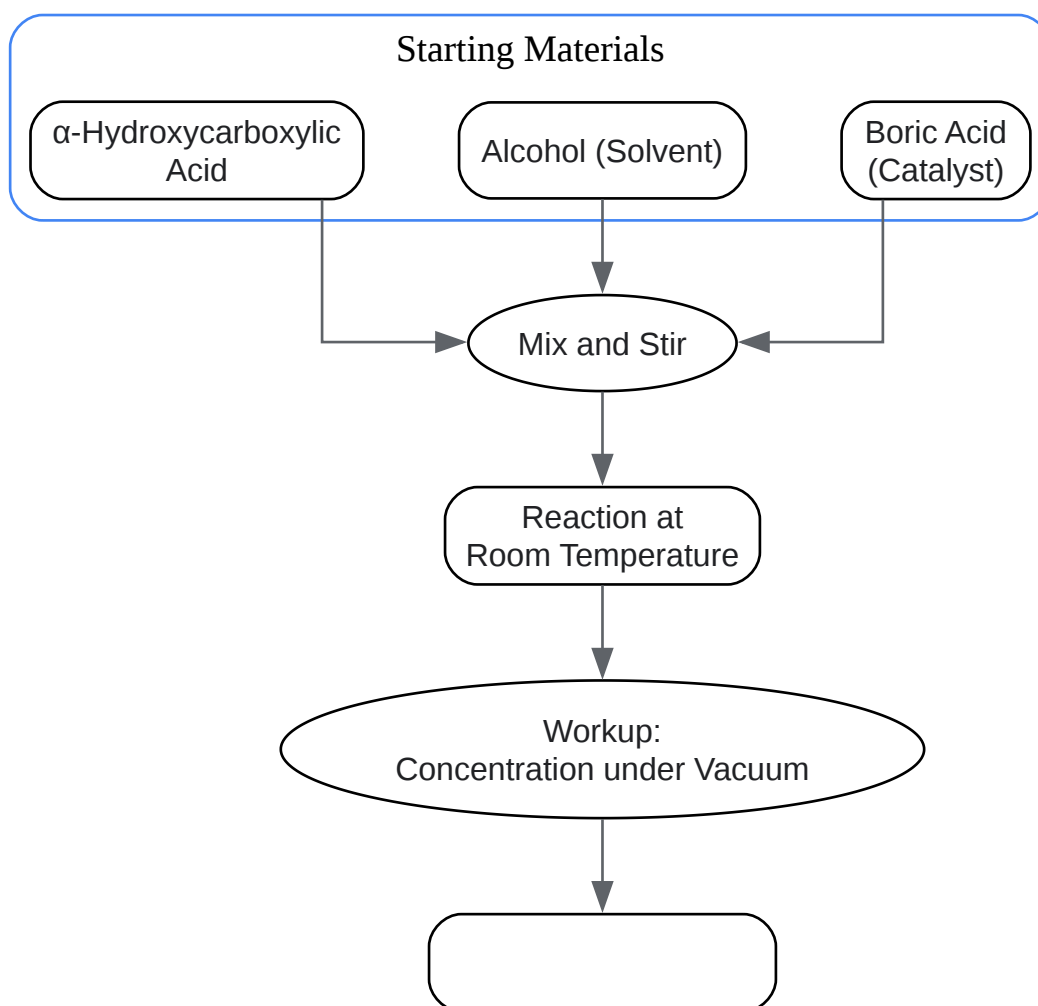 Starting Materials
α-Hydroxycarboxylic
Acid
Alcohol (Solvent)
Boric Acid
(Catalyst)
Mix and Stir
Reaction at
Room Temperature
Workup:
Concentration under Vacuum